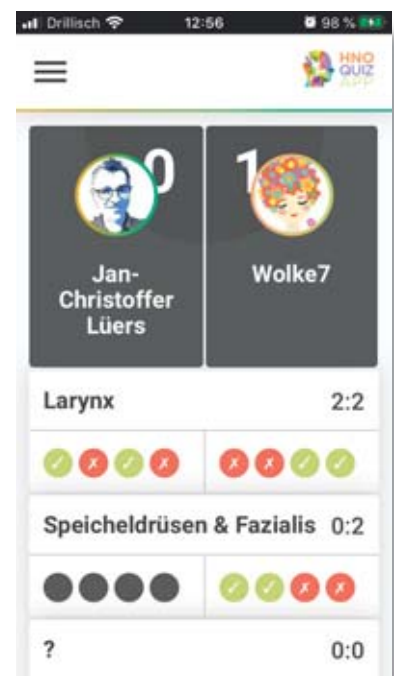 Drillisch 12:56 98 %
HNO
QUIZ
APP
0 1
Jan-
Christoffer
Lüers
Wolke7
Larynx 2:2
Speicheldrüsen & Fazialis 0:2
? 0:0